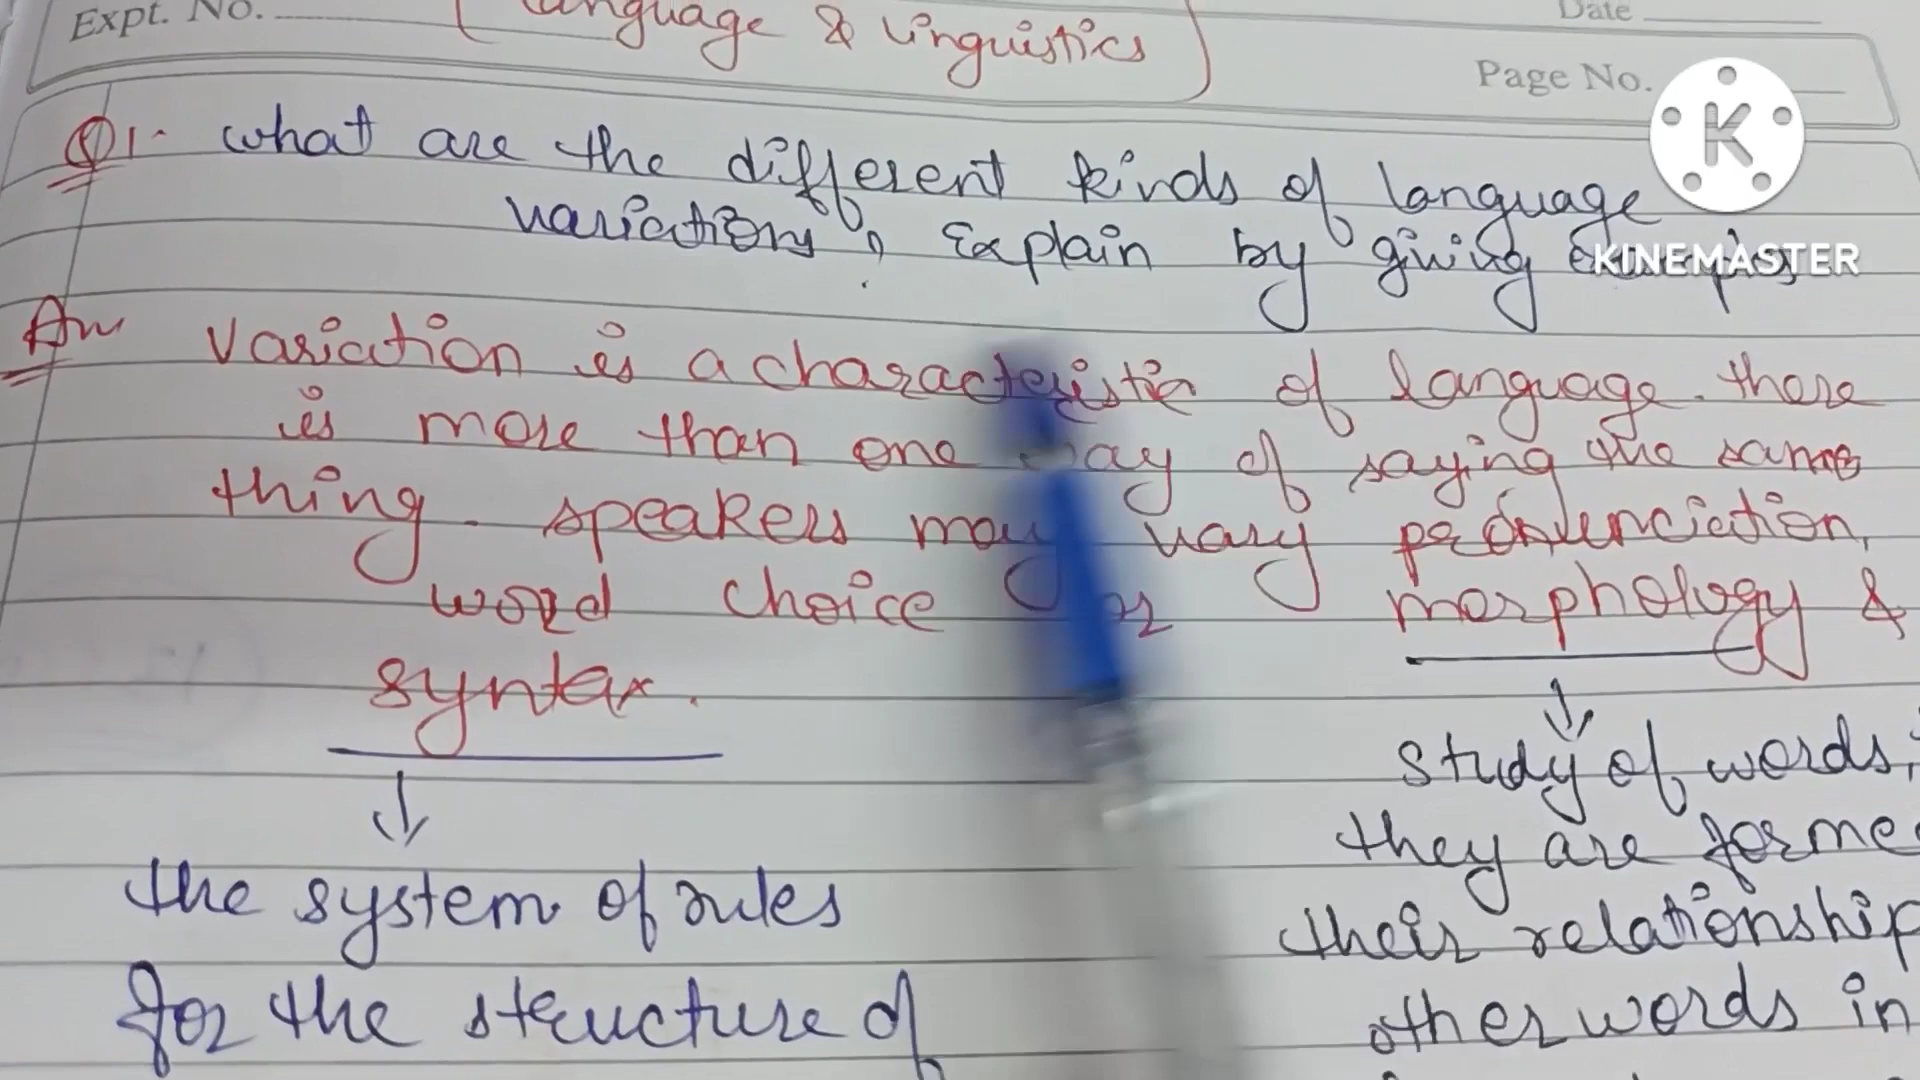 Expt. No.
Language & Linguistics
Date
Page No.
K
KINEMASTER
Q1. What are the different kinds of language
variations, Explain by giving
Ans Variation is a characteristic of language. there
is more than one way of saying the same
thing. speakers may vary pronunciation,
word choice or morphology &
syntax.
study of words,
they are forme
their relationship
other words in
the system of rules
for the structure of